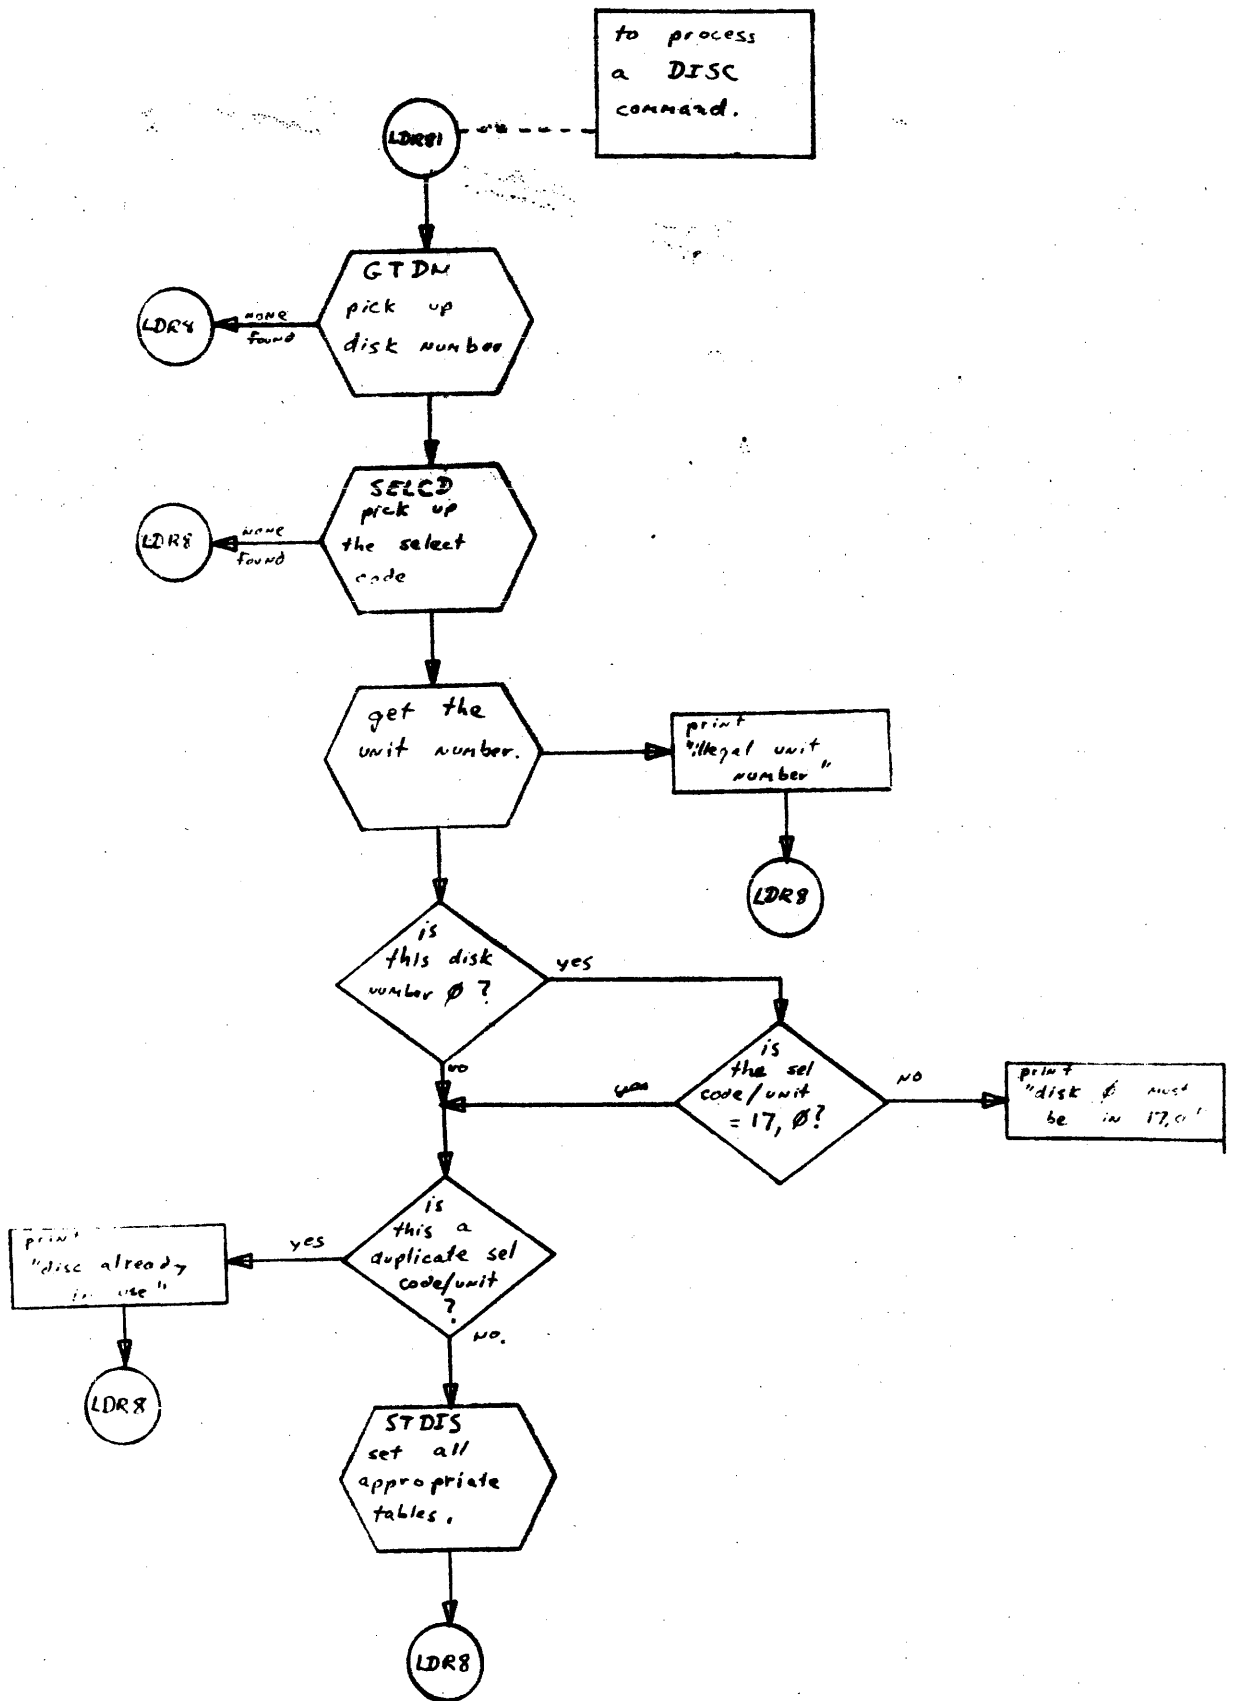 to process
a DISC
command.
LDR81
GTDN
pick up
disk number
none
found
LDR8
SELCD
pick up
the select
code
none
found
LDR8
get the
unit number.
print
"illegal unit
number"
LDR8
is
this disk
number Ø ?
yes
no
is
the sel
code/unit
= 17, Ø?
yes
no
print
"disk Ø must
be in 17,
is
this a
duplicate sel
code/unit
?
yes
no.
print
"disc already
in use"
LDR8
STDIS
set all
appropriate
tables.
LDR8